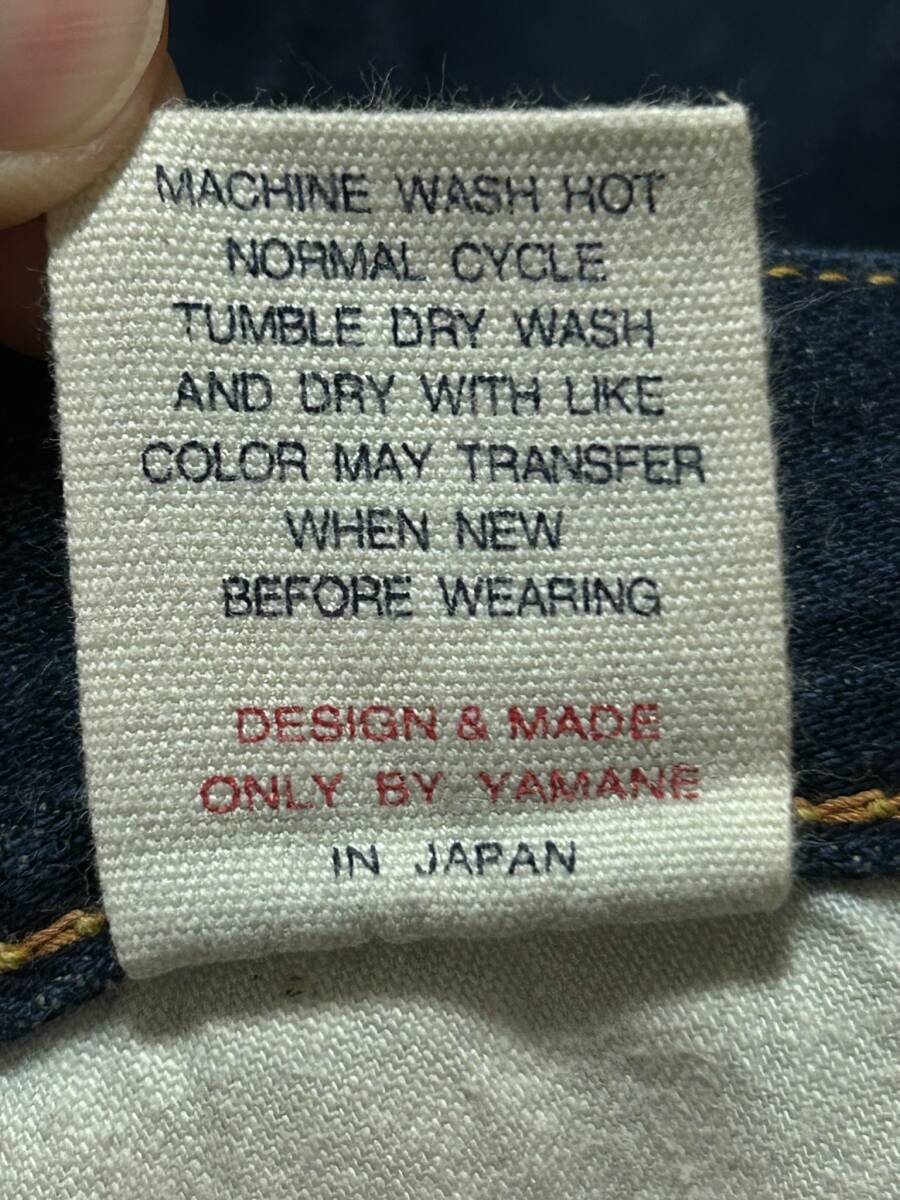 MACHINE WASH HOT
NORMAL CYCLE
TUMBLE DRY WASH
AND DRY WITH LIKE
COLOR MAY TRANSFER
WHEN NEW
BEFORE WEARING
DESIGN & MADE
ONLY BY YAMANE
IN JAPAN